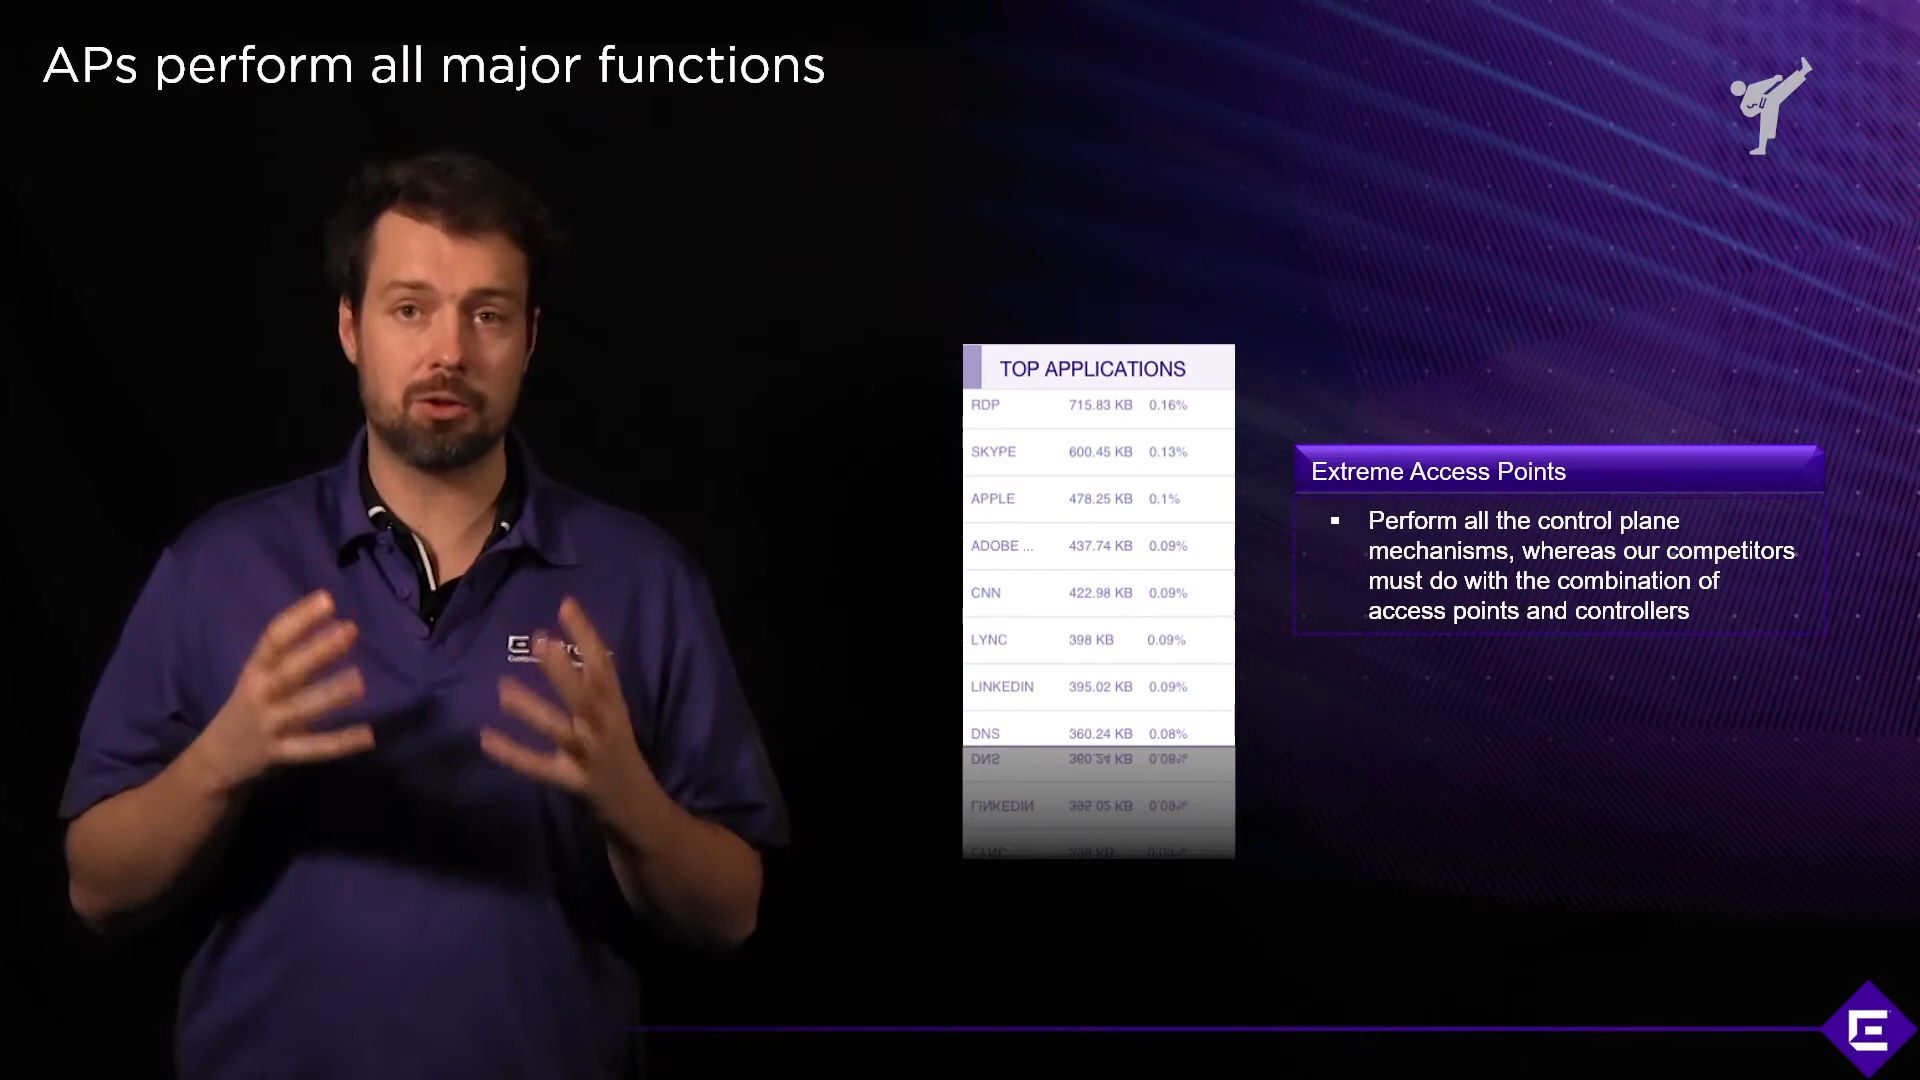 APs perform all major functions
TOP APPLICATIONS
RDP 715.83 KB 0.16%
SKYPE 600.45 KB 0.13%
APPLE 478.25 KB 0.1%
ADOBE ... 437.74 KB 0.09%
CNN 422.98 KB 0.09%
LYNC 398 KB 0.09%
LINKEDIN 395.02 KB 0.09%
DNS 360.24 KB 0.08%
Extreme Access Points
▪ Perform all the control plane
mechanisms, whereas our competitors
must do with the combination of
access points and controllers